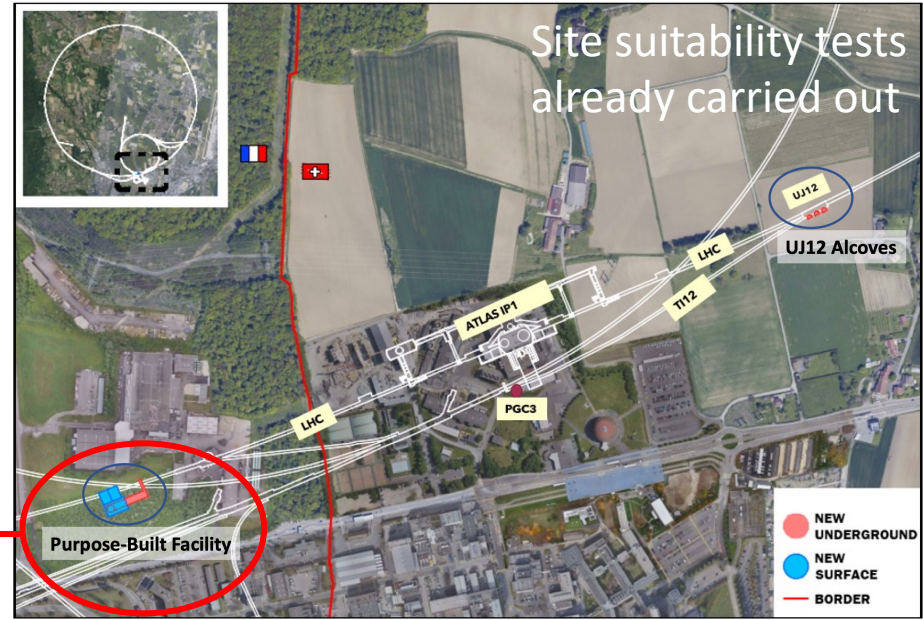 Site suitability tests
already carried out
UJ12
UJ12 Alcoves
LHC
TI12
ATLAS IP1
PGC3
LHC
Purpose-Built Facility
NEW
UNDERGROUND
NEW
SURFACE
BORDER